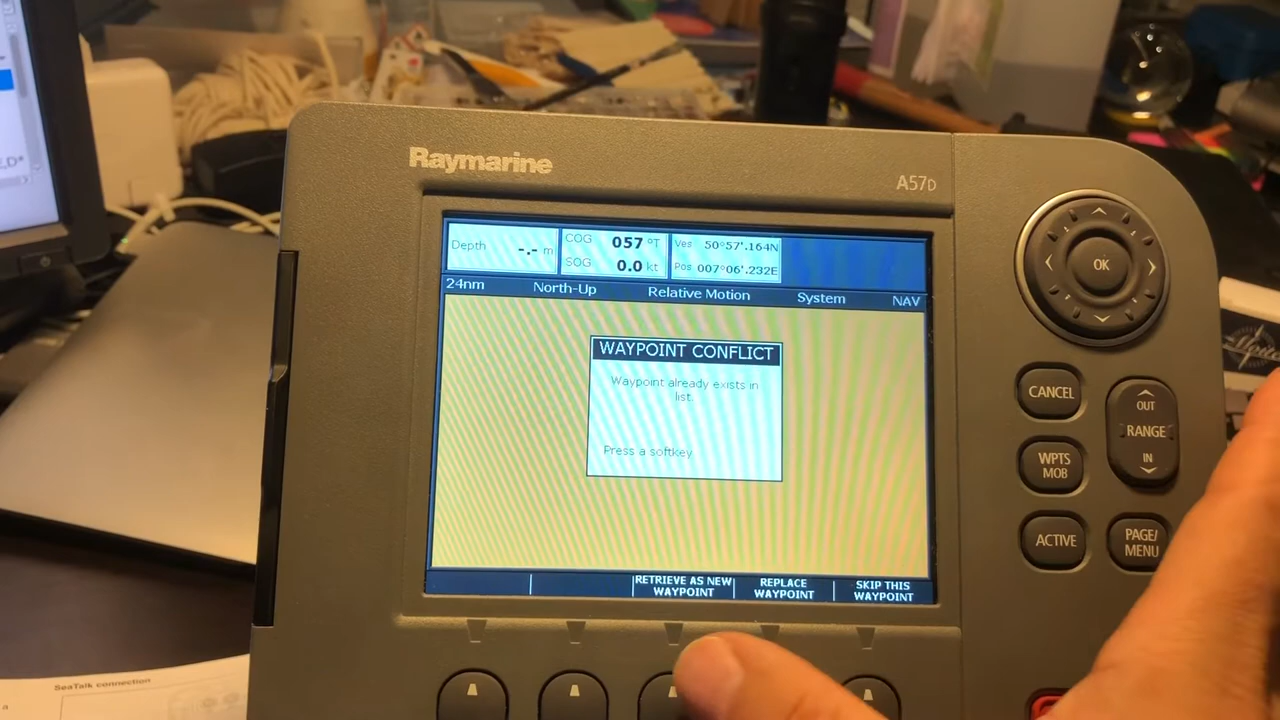 Raymarine
A57D
Depth -.- m
COG 057 °T
SOG 0.0 kt
Ves 50°57'.164N
Pos 007°06'.232E
24nm North-Up Relative Motion System NAV
WAYPOINT CONFLICT
Waypoint already exists in
list.
Press a softkey
RETRIEVE AS NEW
WAYPOINT
REPLACE
WAYPOINT
SKIP THIS
WAYPOINT
OK
CANCEL
OUT
RANGE
IN
WPTS
MOB
ACTIVE
PAGE/
MENU
SeaTalk connection
a